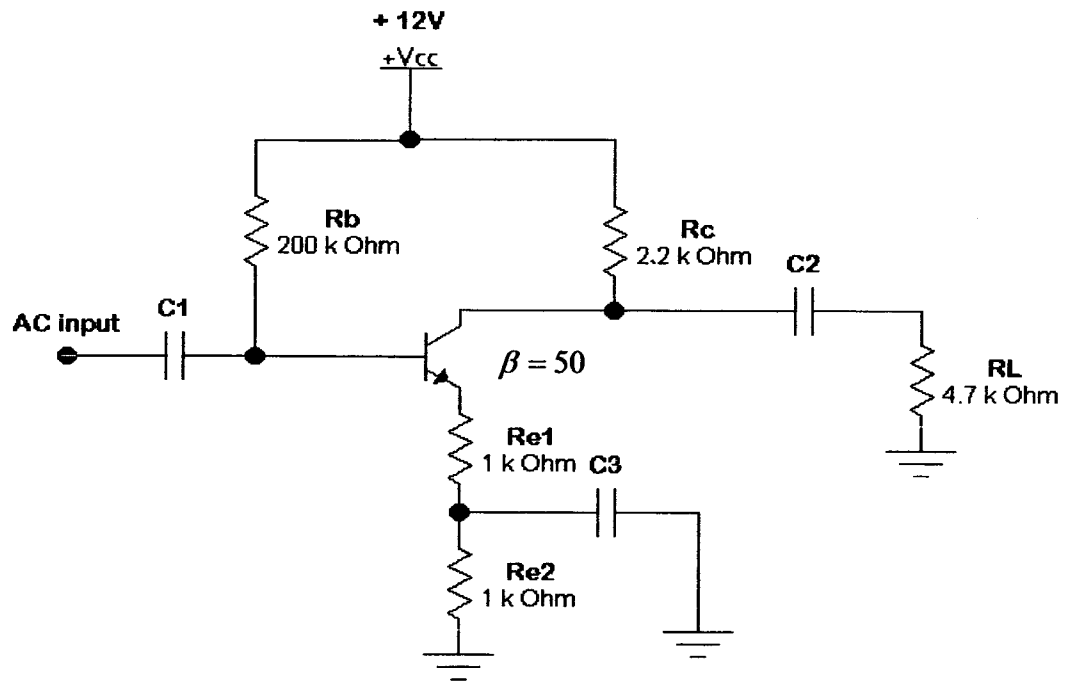 + 12V
+Vcc
Rb
200 k Ohm
Rc
2.2 k Ohm
C2
C1
AC input
β = 50
RL
4.7 k Ohm
Re1
1 k Ohm
C3
Re2
1 k Ohm